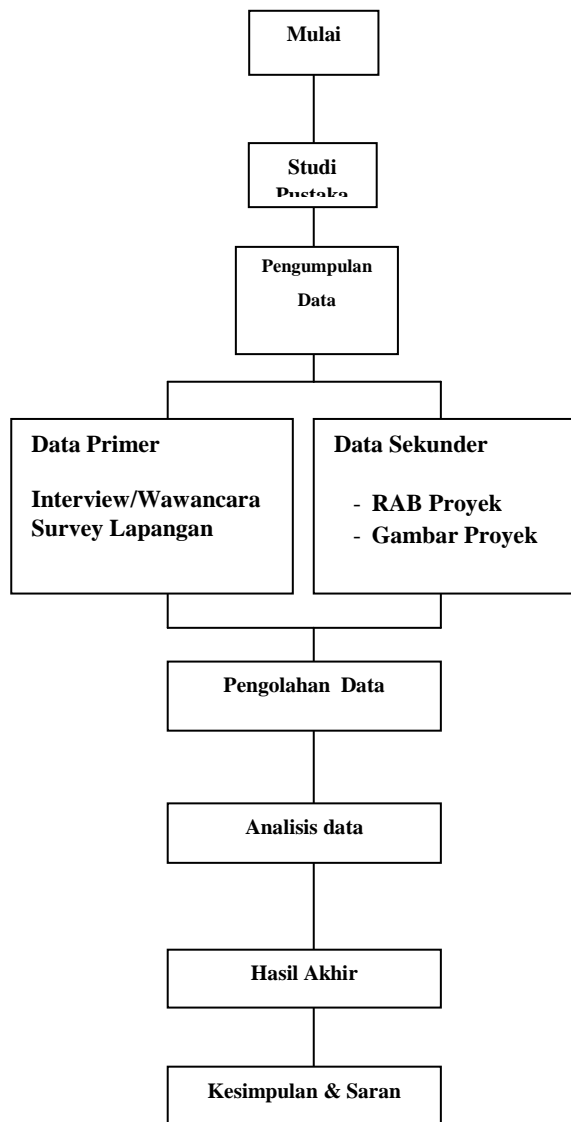 Mulai
Studi
Pustaka
Pengumpulan
Data
Data Primer
Interview/Wawancara
Survey Lapangan
Data Sekunder
- RAB Proyek
- Gambar Proyek
Pengolahan Data
Analisis data
Hasil Akhir
Kesimpulan & Saran